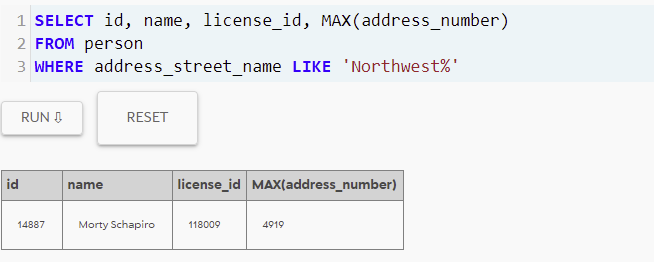 1 SELECT id, name, license_id, MAX(address_number)
2 FROM person
3 WHERE address_street_name LIKE 'Northwest%'
RUN ⇩ RESET
id name license_id MAX(address_number)
14887 Morty Schapiro 118009 4919